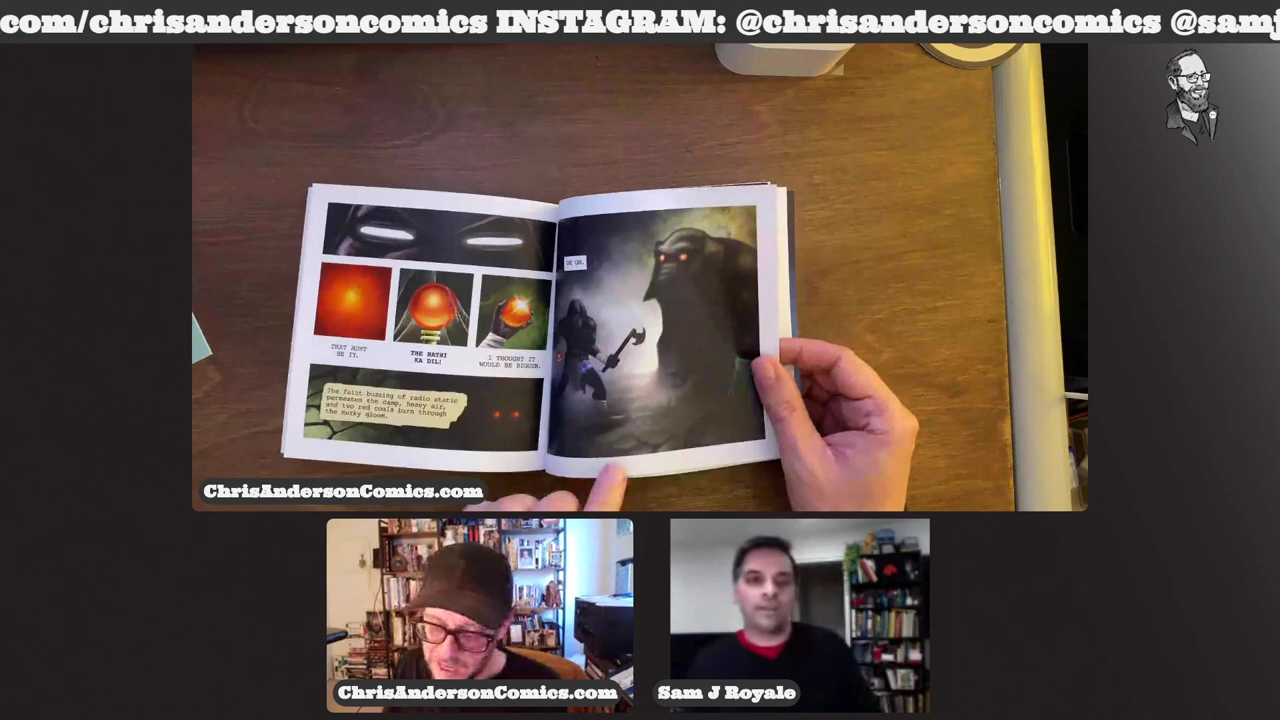 com/chrisandersoncomics INSTAGRAM: @chrisandersoncomics @samj
THAT MUST
BE IT.
THE HATHI
KA DIL!
I THOUGHT IT
WOULD BE BIGGER.
The faint buzzing of radio static
permeates the damp, heavy air,
and two red coals burn through
the murky gloom.
ChrisAndersonComics.com
ChrisAndersonComics.com
Sam J Royale